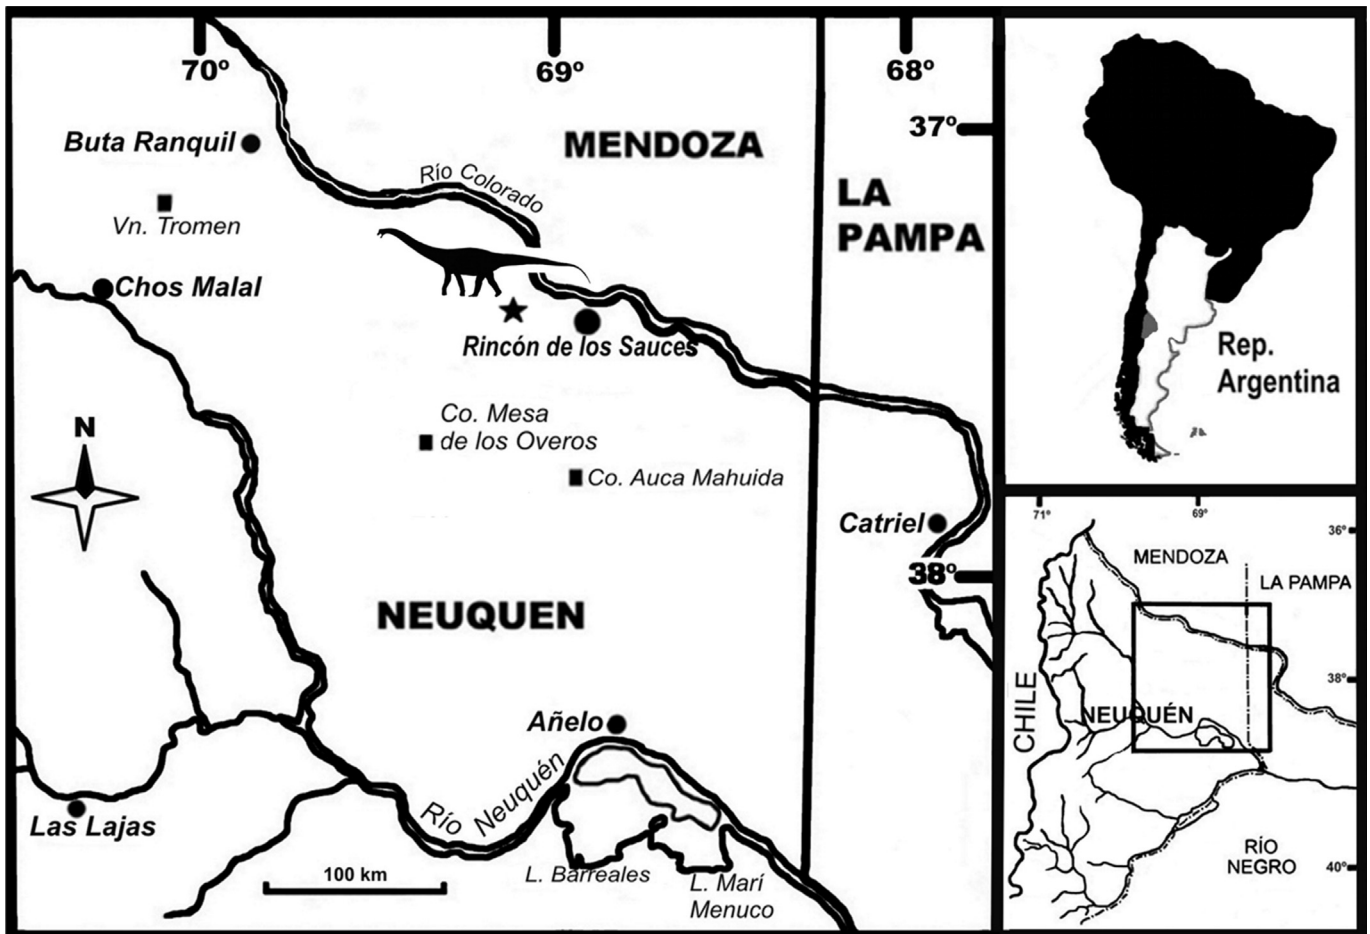 70º
69º
68º
37º
Buta Ranquil
MENDOZA
Río Colorado
LA
PAMPA
Vn. Tromen
Chos Malal
Rincón de los Sauces
Co. Mesa
de los Overos
N
Co. Auca Mahuida
Catriel
38º
NEUQUEN
Añelo
Río Neuquén
Las Lajas
100 km
L. Barreales
L. Marí
Menuco
Rep.
Argentina
71º
69º
36º
MENDOZA
LA PAMPA
38º
CHILE
NEUQUÉN
RÍO
NEGRO
40º